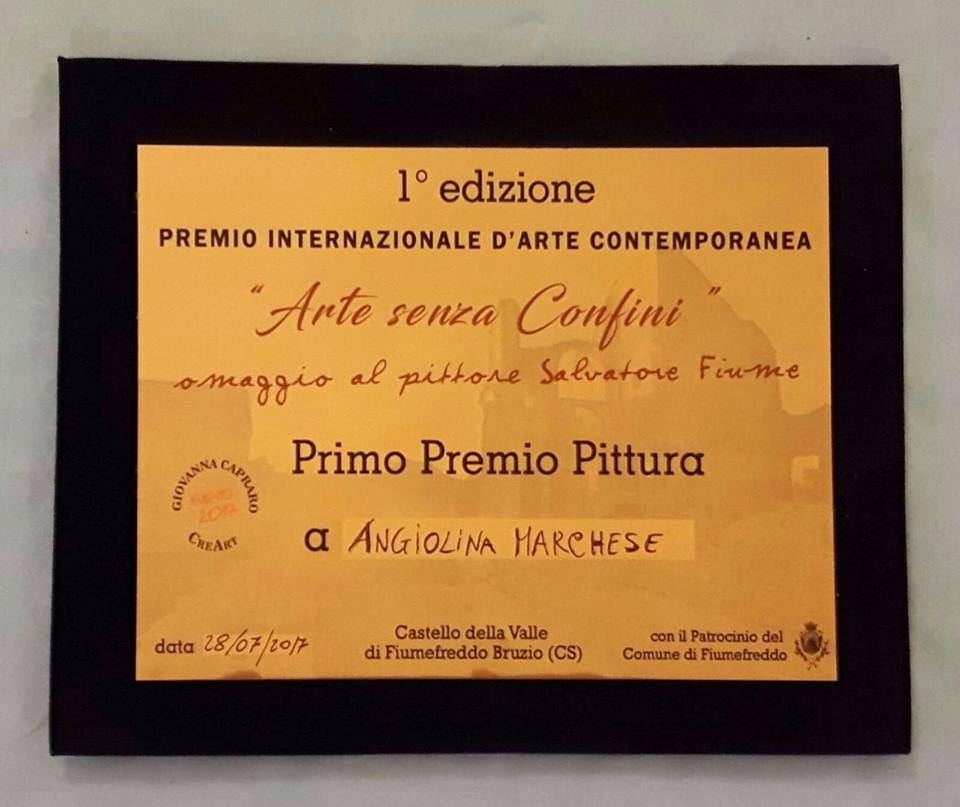 1° edizione
PREMIO INTERNAZIONALE D'ARTE CONTEMPORANEA
"Arte senza Confini"
omaggio al pittore Salvatore Fiume
Primo Premio Pittura
GIOVANNA CAPRARO
2017
CREART
a ANGIOLINA MARCHESE
data 28/07/2017
Castello della Valle
di Fiumefreddo Bruzio (CS)
con il Patrocinio del
Comune di Fiumefreddo